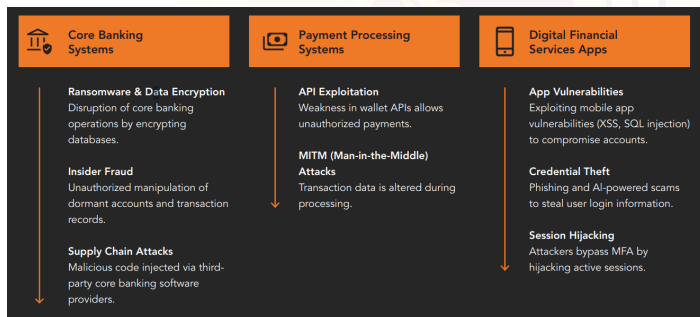 Core Banking
Systems
Ransomware & Data Encryption
Disruption of core banking
operations by encrypting
databases.
Insider Fraud
Unauthorized manipulation of
dormant accounts and transaction
records.
Supply Chain Attacks
Malicious code injected via third-
party core banking software
providers.
Payment Processing
Systems
API Exploitation
Weakness in wallet APIs allows
unauthorized payments.
MITM (Man-in-the-Middle)
Attacks
Transaction data is altered during
processing.
Digital Financial
Services Apps
App Vulnerabilities
Exploiting mobile app
vulnerabilities (XSS, SQL injection)
to compromise accounts.
Credential Theft
Phishing and AI-powered scams
to steal user login information.
Session Hijacking
Attackers bypass MFA by
hijacking active sessions.